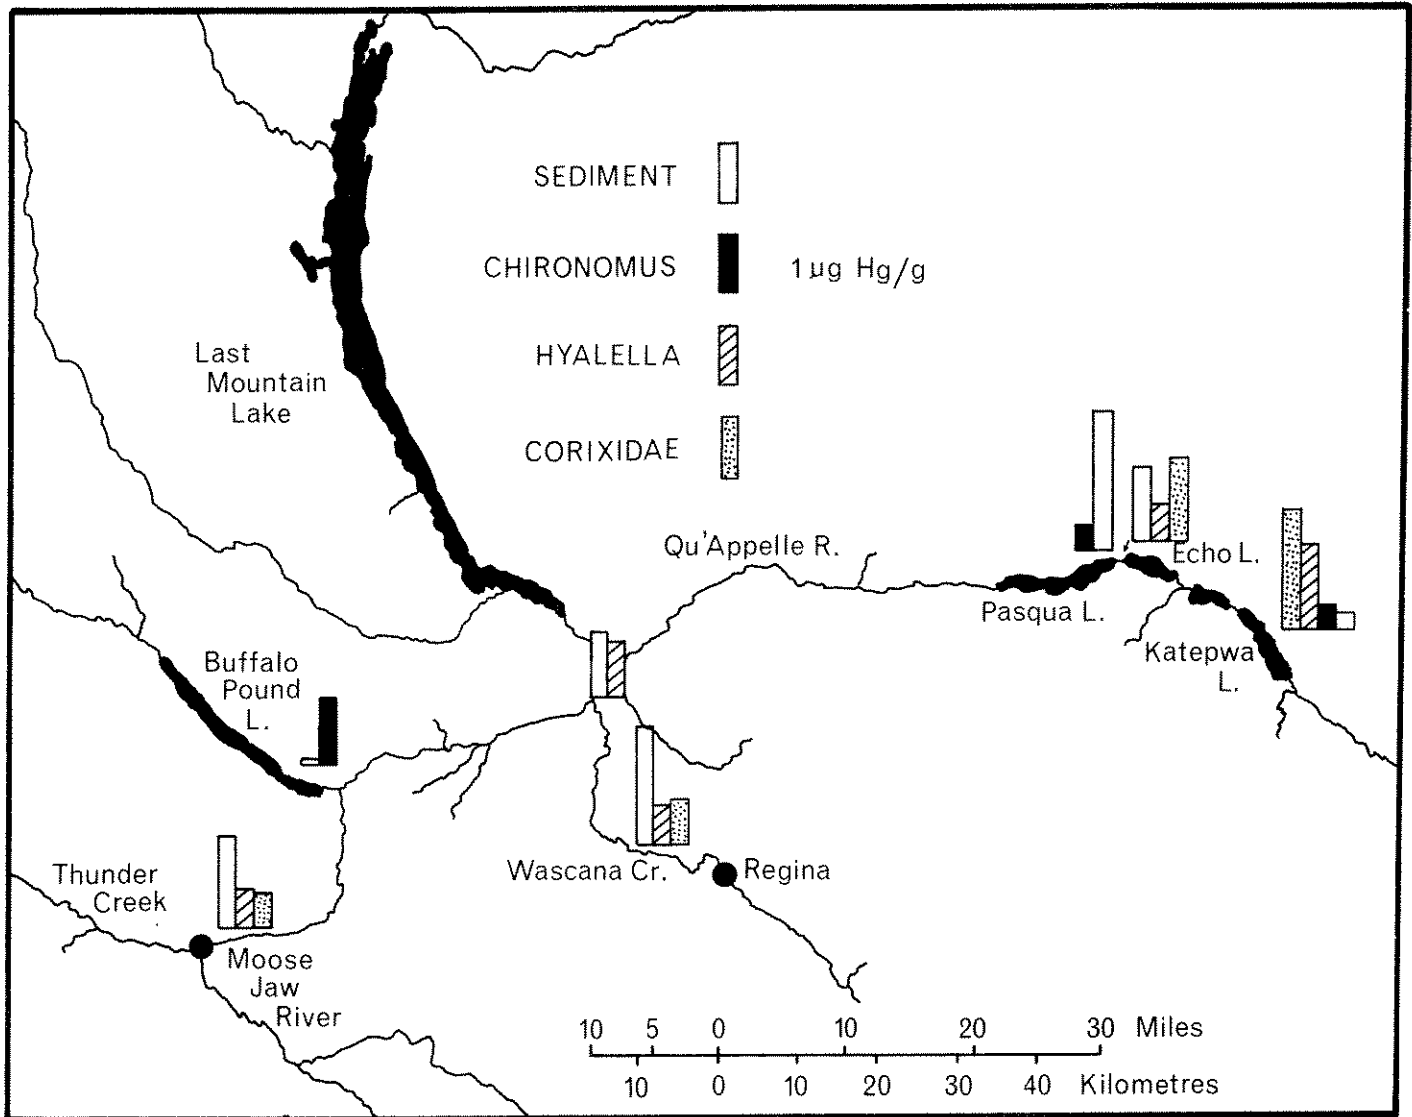 SEDIMENT
CHIRONOMUS
1 µg Hg/g
HYALELLA
CORIXIDAE
Last
Mountain
Lake
Qu'Appelle R.
Echo L.
Pasqua L.
Katepwa
L.
Buffalo
Pound
L.
Thunder
Creek
Wascana Cr.
Regina
Moose
Jaw
River
10 5 0 10 20 30 Miles
10 0 10 20 30 40 Kilometres